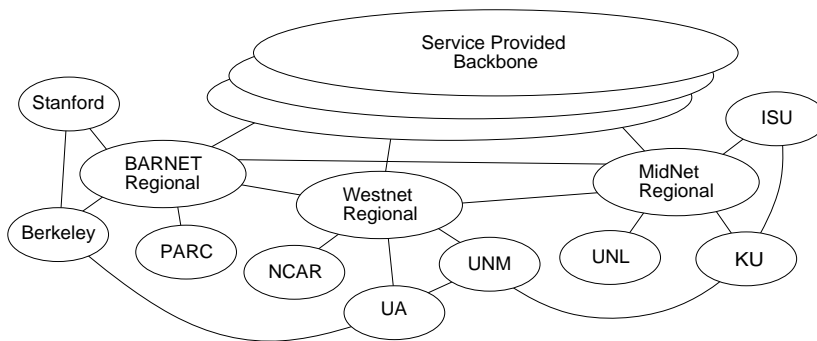 Service Provided
Backbone
Stanford
ISU
BARNET
Regional
MidNet
Regional
Westnet
Regional
Berkeley
PARC
NCAR
UNM
UNL
KU
UA